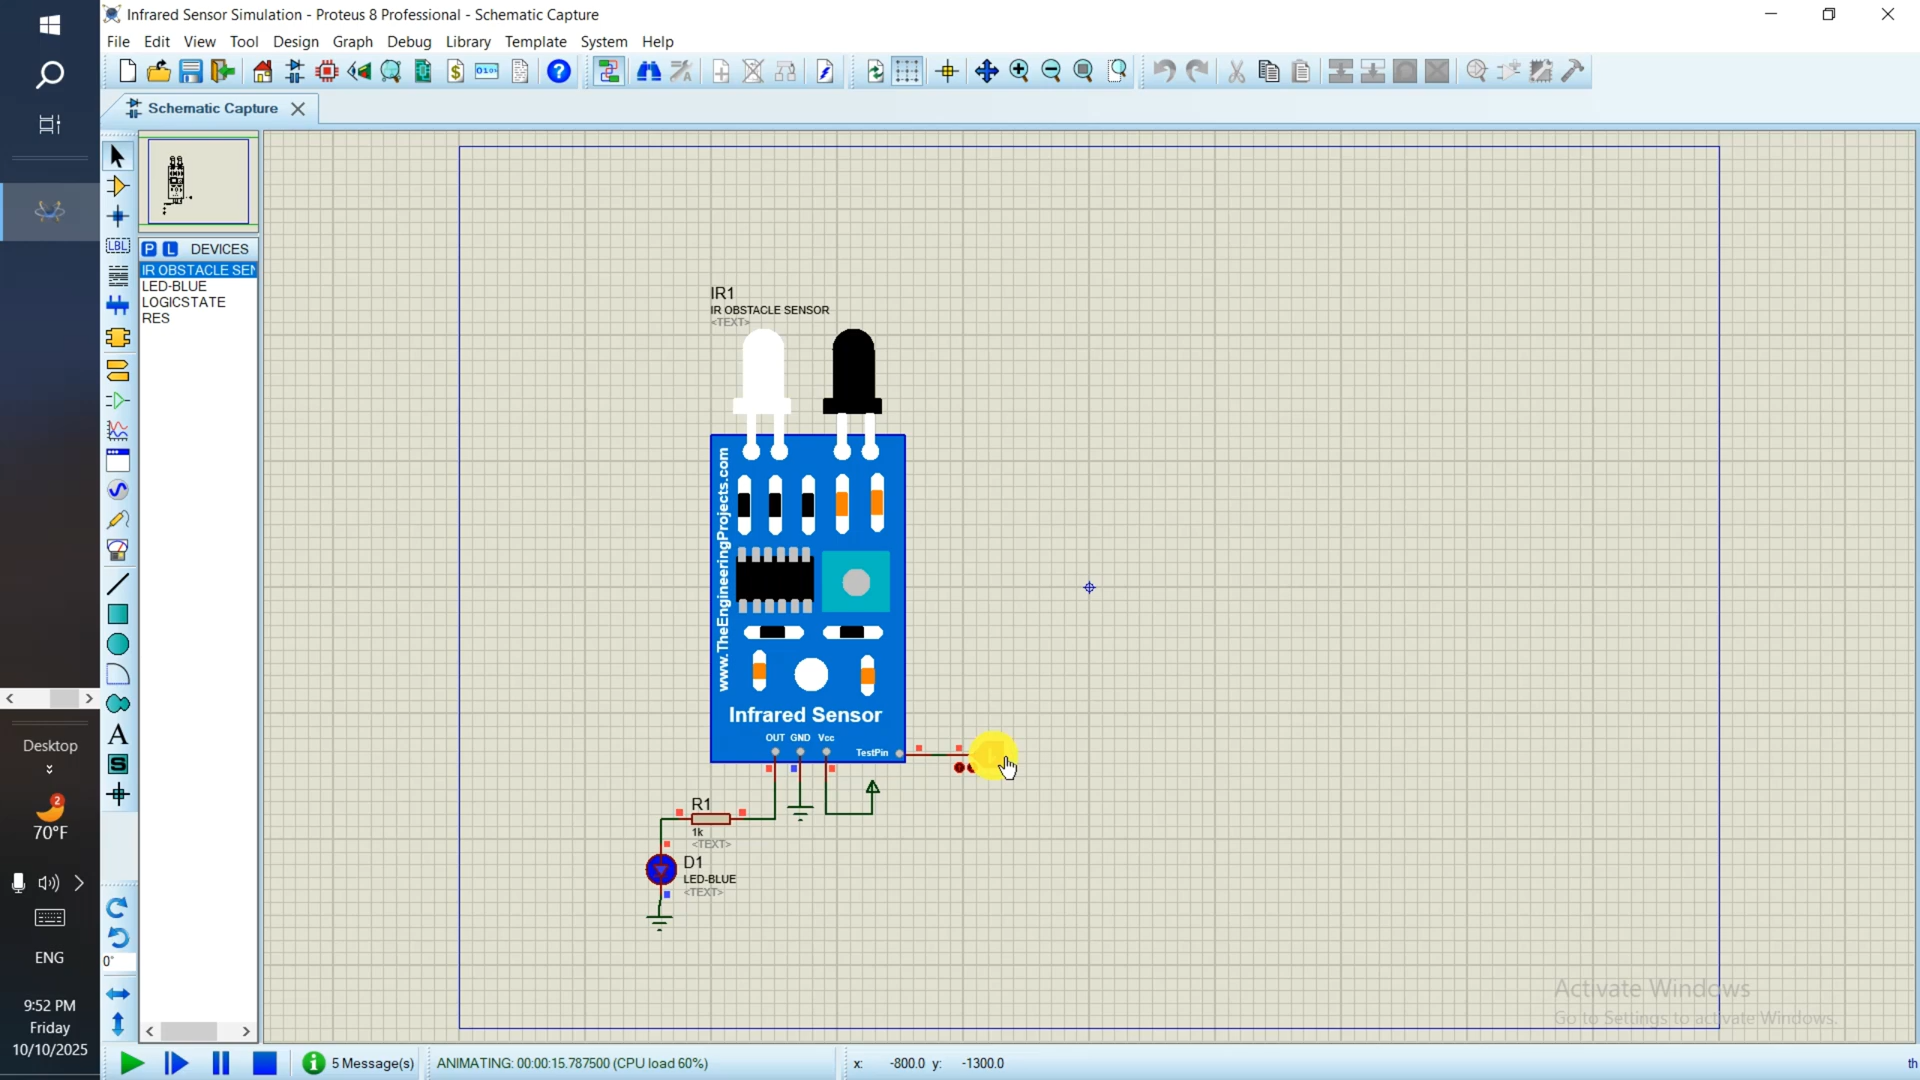 Infrared Sensor Simulation - Proteus 8 Professional - Schematic Capture
File Edit View Tool Design Graph Debug Library Template System Help
Schematic Capture
P L DEVICES
IR OBSTACLE SEN
LED-BLUE
LOGICSTATE
RES
LBL
A
S
0°
IR1
IR OBSTACLE SENSOR
<TEXT>
www.TheEngineeringProjects.com
Infrared Sensor
OUT GND Vcc
TestPin
R1
1k
<TEXT>
D1
LED-BLUE
<TEXT>
Desktop
2
70°F
ENG
9:52 PM
Friday
10/10/2025
Activate Windows
Go to Settings to activate Windows.
5 Message(s)
ANIMATING: 00:00:15.787500 (CPU load 60%)
x: -800.0 y: -1300.0
th